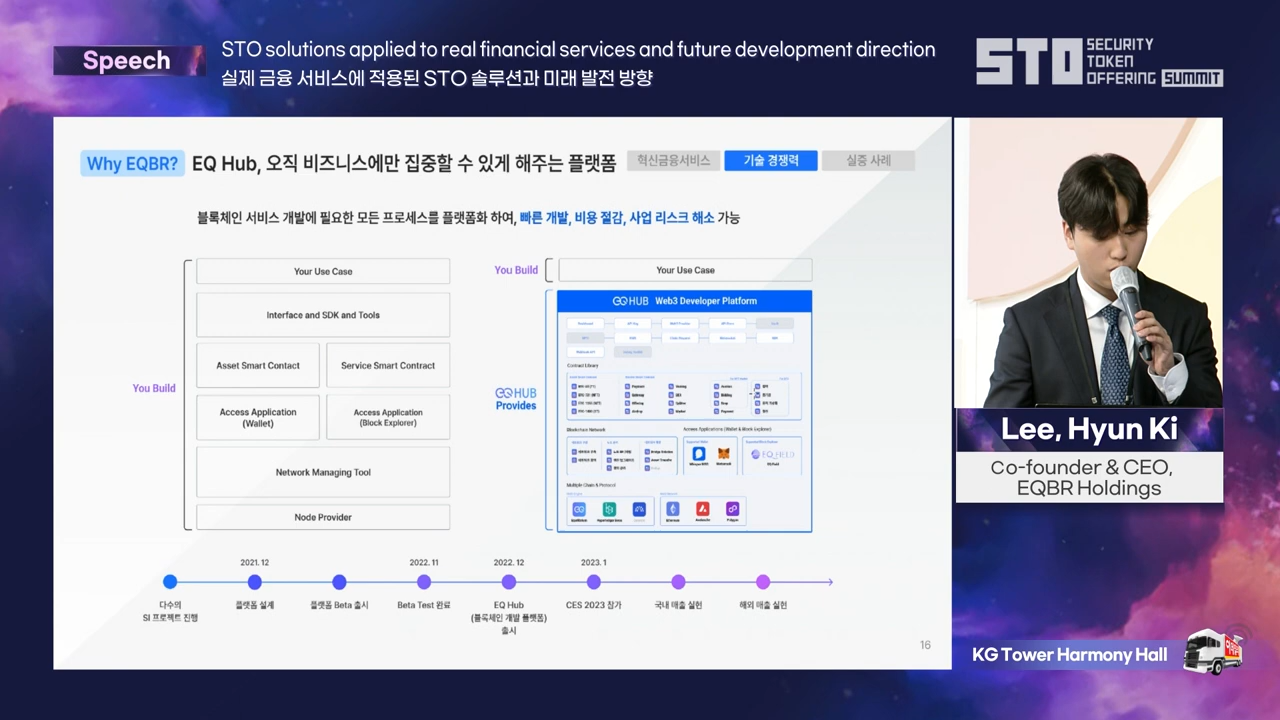 Speech
STO solutions applied to real financial services and future development direction
실제 금융 서비스에 적용된 STO 솔루션과 미래 발전 방향
STO SECURITY TOKEN OFFERING SUMMIT
Why EQBR? EQ Hub, 오직 비즈니스에만 집중할 수 있게 해주는 플랫폼
혁신금융서비스 기술 경쟁력 실증 사례
블록체인 서비스 개발에 필요한 모든 프로세스를 플랫폼화 하여, 빠른 개발, 비용 절감, 사업 리스크 해소 가능
You Build
Your Use Case
Interface and SDK and Tools
Asset Smart Contact
Service Smart Contract
Access Application
(Wallet)
Access Application
(Block Explorer)
Network Managing Tool
Node Provider
You Build
Your Use Case
EQHUB
Provides
EQHUB Web3 Developer Platform
Contract Library
Blockchain Network
Access Applications (Wallet & Block Explorer)
Multiple Chain & Protocol
Ethereum
Avalanche
Polygon
2021. 12
2022. 11
2022. 12
2023. 1
다수의
SI 프로젝트 진행
플랫폼 설계
플랫폼 Beta 출시
Beta Test 완료
EQ Hub
(블록체인 개발 플랫폼)
출시
CES 2023 참가
국내 매출 실현
해외 매출 실현
16
Lee, Hyun Ki
Co-founder & CEO,
EQBR Holdings
KG Tower Harmony Hall